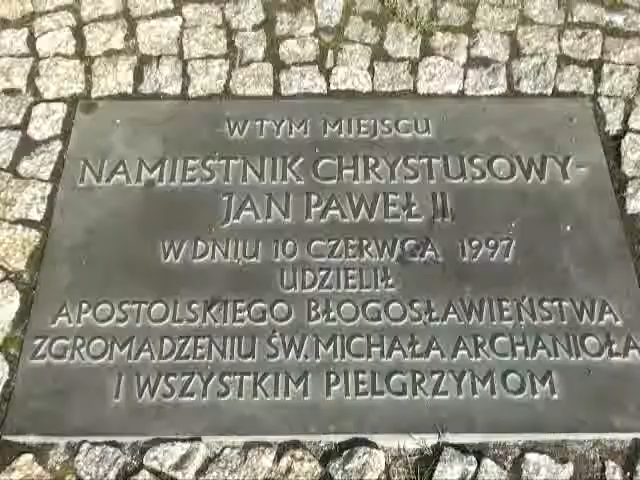 W TYM MIEJSCU
NAMIESTNIK CHRYSTUSOWY-
JAN PAWEŁ II
W DNIU 10 CZERWCA 1997
UDZIELIŁ
APOSTOLSKIEGO BŁOGOSŁAWIEŃSTWA
ZGROMADZENIU ŚW. MICHAŁA ARCHANIOŁA
I WSZYSTKIM PIELGRZYMOM